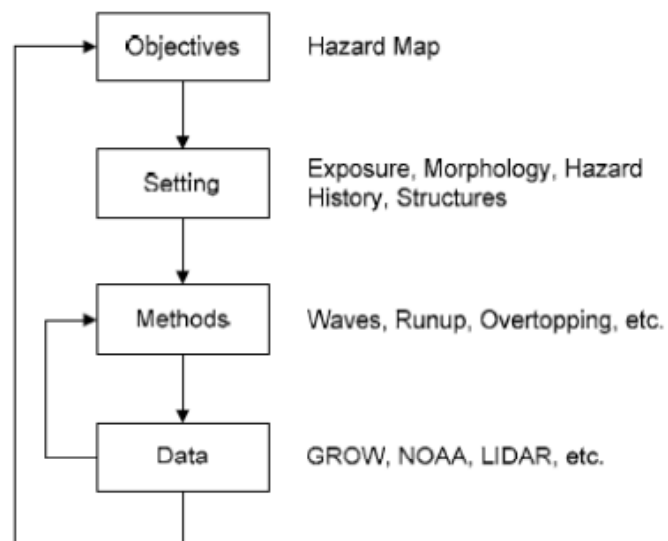 Objectives
Hazard Map
Setting
Exposure, Morphology, Hazard
History, Structures
Methods
Waves, Runup, Overtopping, etc.
Data
GROW, NOAA, LIDAR, etc.